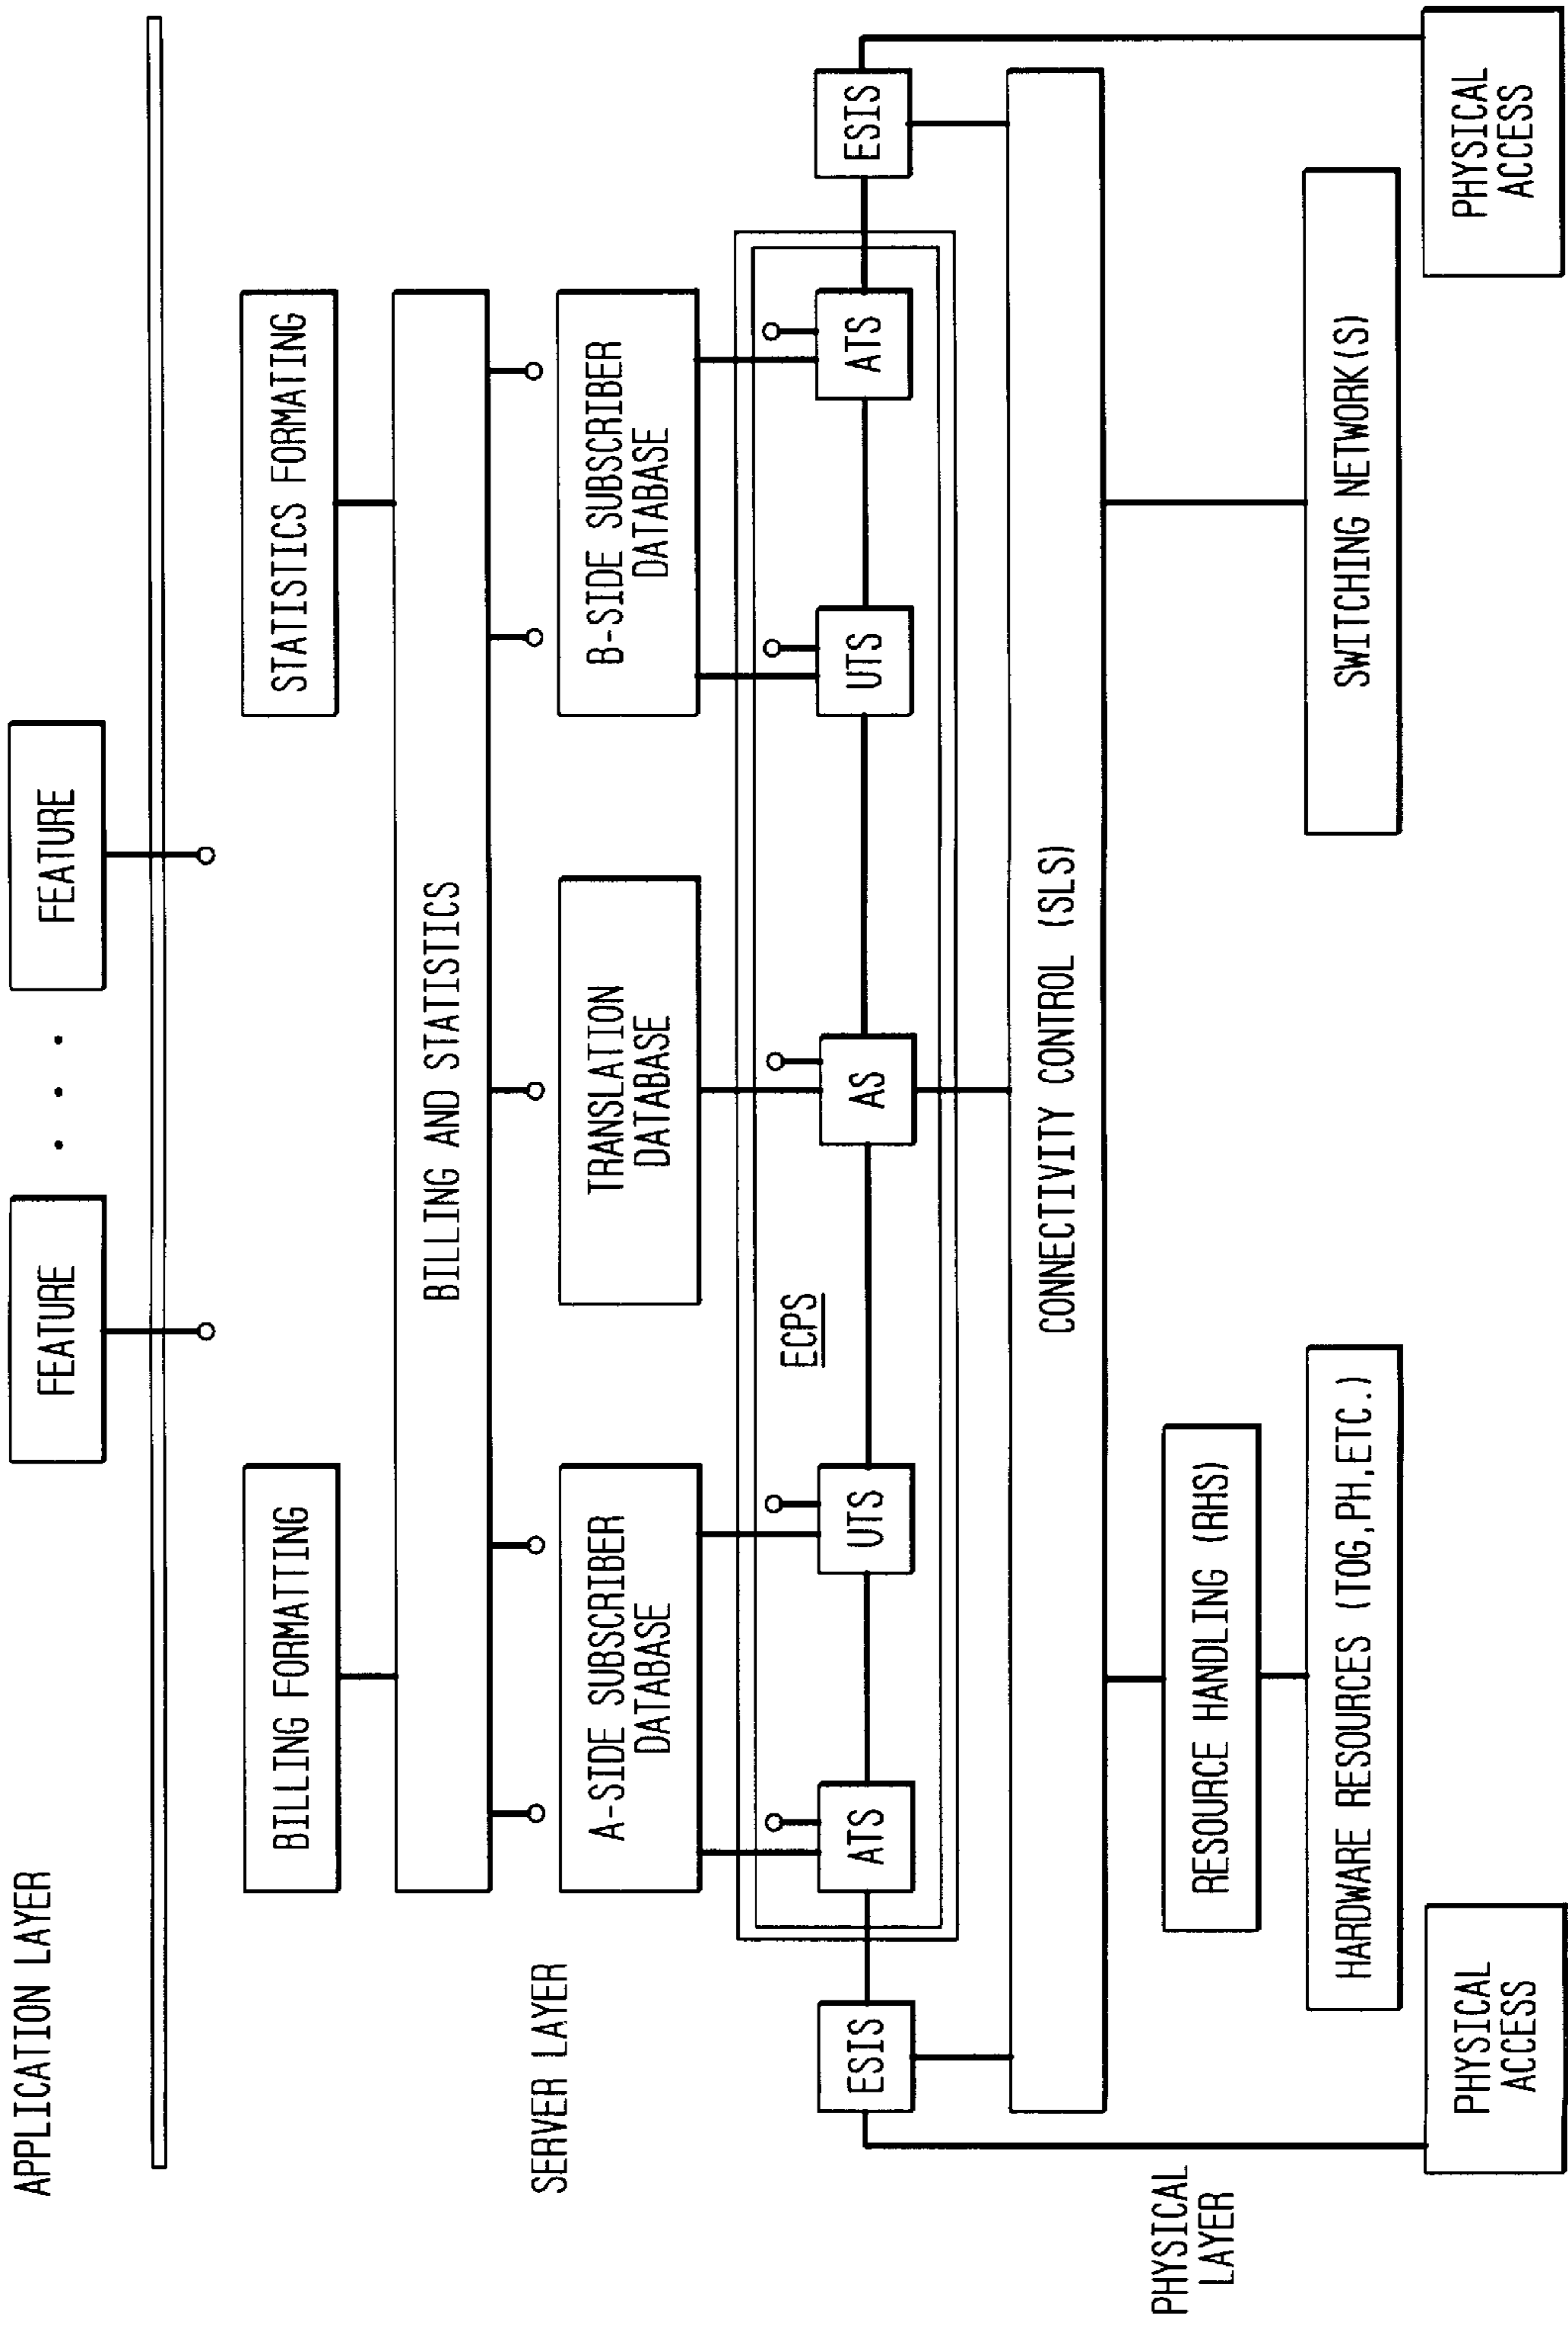 APPLICATION LAYER
FEATURE
. . .
FEATURE
BILLING FORMATTING
STATISTICS FORMATING
BILLING AND STATISTICS
SERVER LAYER
A-SIDE SUBSCRIBER
DATABASE
TRANSLATION
DATABASE
B-SIDE SUBSCRIBER
DATABASE
ECPS
ESIS
ATS
UTS
AS
UTS
ATS
ESIS
CONNECTIVITY CONTROL (SLS)
PHYSICAL
LAYER
RESOURCE HANDLING (RHS)
HARDWARE RESOURCES (TOG,PH,ETC.)
SWITCHING NETWORK(S)
PHYSICAL
ACCESS
PHYSICAL
ACCESS